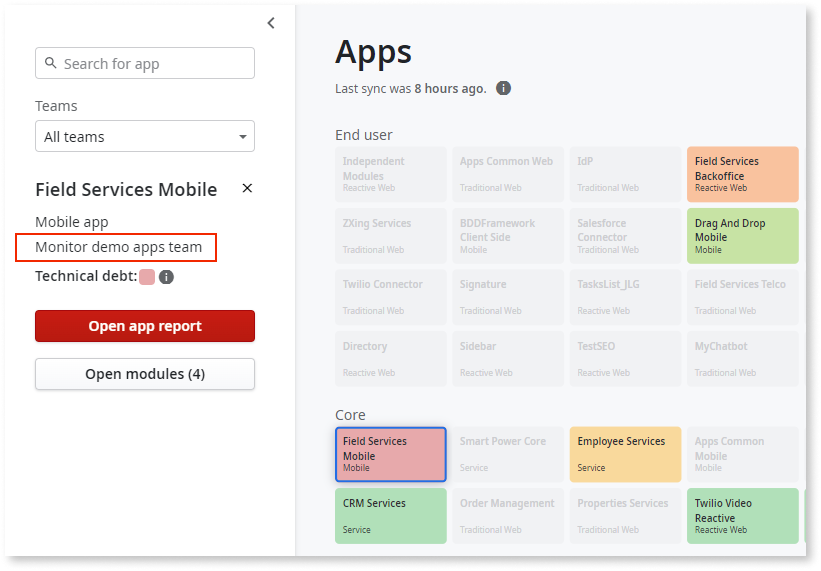 Search for app
Teams
All teams
Field Services Mobile
Mobile app
Monitor demo apps team
Technical debt:
Open app report
Open modules (4)
Apps
Last sync was 8 hours ago.
End user
Independent
Modules
Reactive Web
Apps Common Web
Traditional Web
IdP
Traditional Web
Field Services
Backoffice
Reactive Web
ZXing Services
Traditional Web
BDDFramework
Client Side
Mobile
Salesforce
Connector
Traditional Web
Drag And Drop
Mobile
Mobile
Twilio Connector
Traditional Web
Signature
Traditional Web
TasksList_JLG
Reactive Web
Field Services Telco
Traditional Web
Directory
Reactive Web
Sidebar
Reactive Web
TestSEO
Reactive Web
MyChatbot
Traditional Web
Core
Field Services
Mobile
Mobile
Smart Power Core
Service
Employee Services
Service
Apps Common
Mobile
Mobile
CRM Services
Service
Order Management
Traditional Web
Properties Services
Traditional Web
Twilio Video
Reactive
Reactive Web